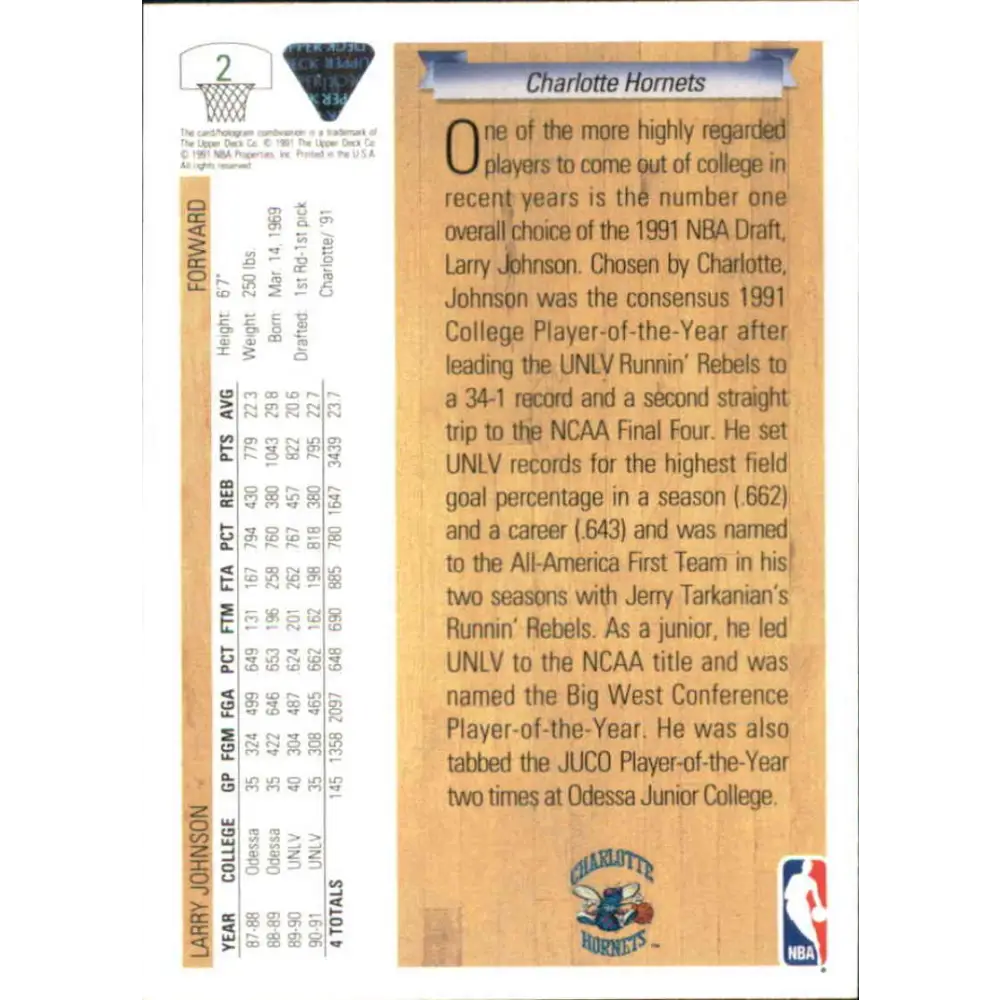 2
The card/hologram combination is a trademark of
The Upper Deck Co. © 1991 The Upper Deck Co.
© 1991 NBA Properties, Inc. Printed in the U.S.A.
All rights reserved.
LARRY JOHNSON FORWARD
Height: 6'7"
Weight: 250 lbs.
Born: Mar. 14, 1969
Drafted: 1st Rd-1st pick
Charlotte/ '91
YEAR COLLEGE GP FGM FGA PCT FTM FTA PCT REB PTS AVG
87-88 Odessa 35 324 499 .649 131 167 .794 430 779 22.3
88-89 Odessa 35 422 646 .653 196 258 .760 380 1043 29.8
89-90 UNLV 40 304 487 .624 201 262 .767 457 822 20.6
90-91 UNLV 35 308 465 .662 162 198 .818 380 795 22.7
4 TOTALS 145 1358 2097 .648 690 885 .780 1647 3439 23.7
Charlotte Hornets
One of the more highly regarded
players to come out of college in
recent years is the number one
overall choice of the 1991 NBA Draft,
Larry Johnson. Chosen by Charlotte,
Johnson was the consensus 1991
College Player-of-the-Year after
leading the UNLV Runnin' Rebels to
a 34-1 record and a second straight
trip to the NCAA Final Four. He set
UNLV records for the highest field
goal percentage in a season (.662)
and a career (.643) and was named
to the All-America First Team in his
two seasons with Jerry Tarkanian's
Runnin' Rebels. As a junior, he led
UNLV to the NCAA title and was
named the Big West Conference
Player-of-the-Year. He was also
tabbed the JUCO Player-of-the-Year
two times at Odessa Junior College.
CHARLOTTE
HORNETS™
NBA